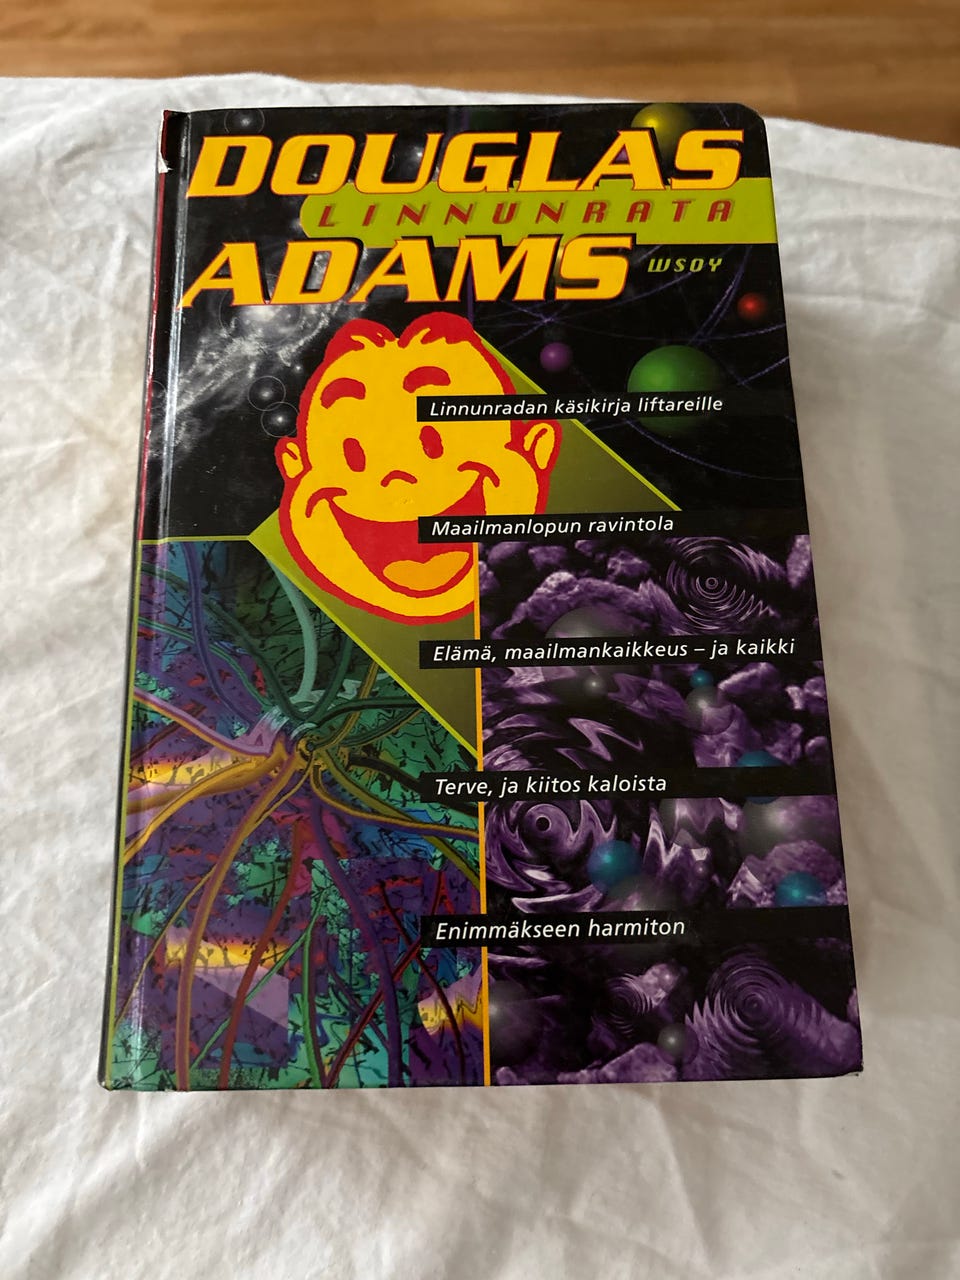 DOUGLAS
LINNUNRATA
ADAMS
WSOY
Linnunradan käsikirja liftareille
Maailmanlopun ravintola
Elämä, maailmankaikkeus – ja kaikki
Terve, ja kiitos kaloista
Enimmäkseen harmiton